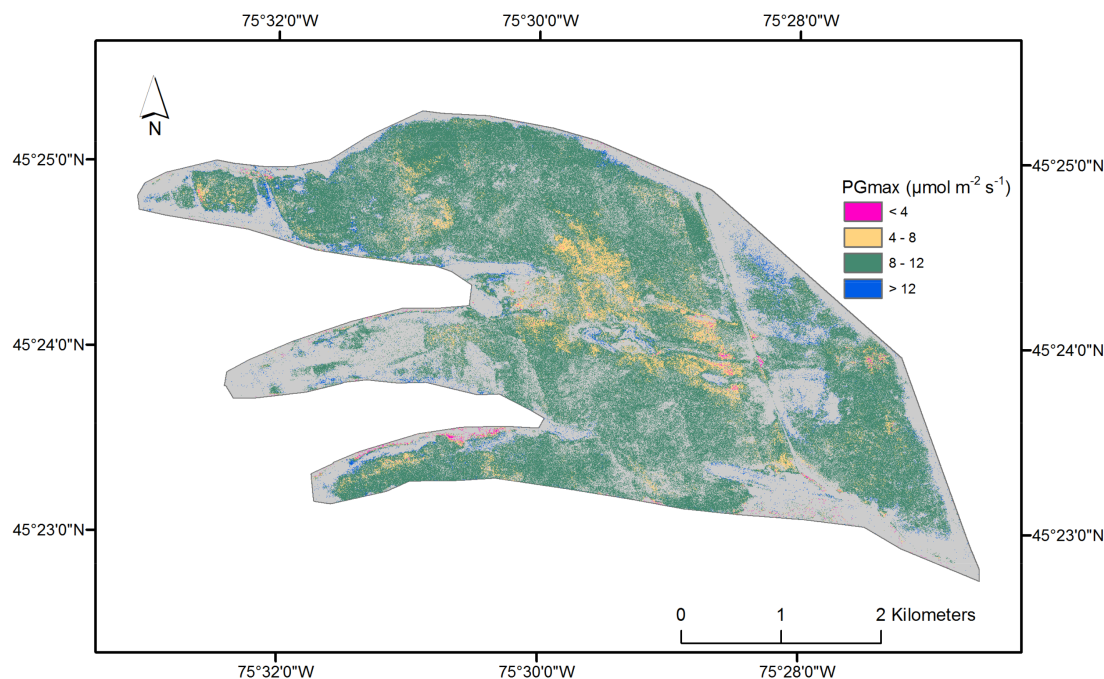 75°32'0"W 75°30'0"W 75°28'0"W
N
45°25'0"N 45°25'0"N
PGmax (µmol m⁻² s⁻¹)
< 4
4 - 8
8 - 12
> 12
45°24'0"N 45°24'0"N
45°23'0"N 45°23'0"N
0 1 2 Kilometers
75°32'0"W 75°30'0"W 75°28'0"W